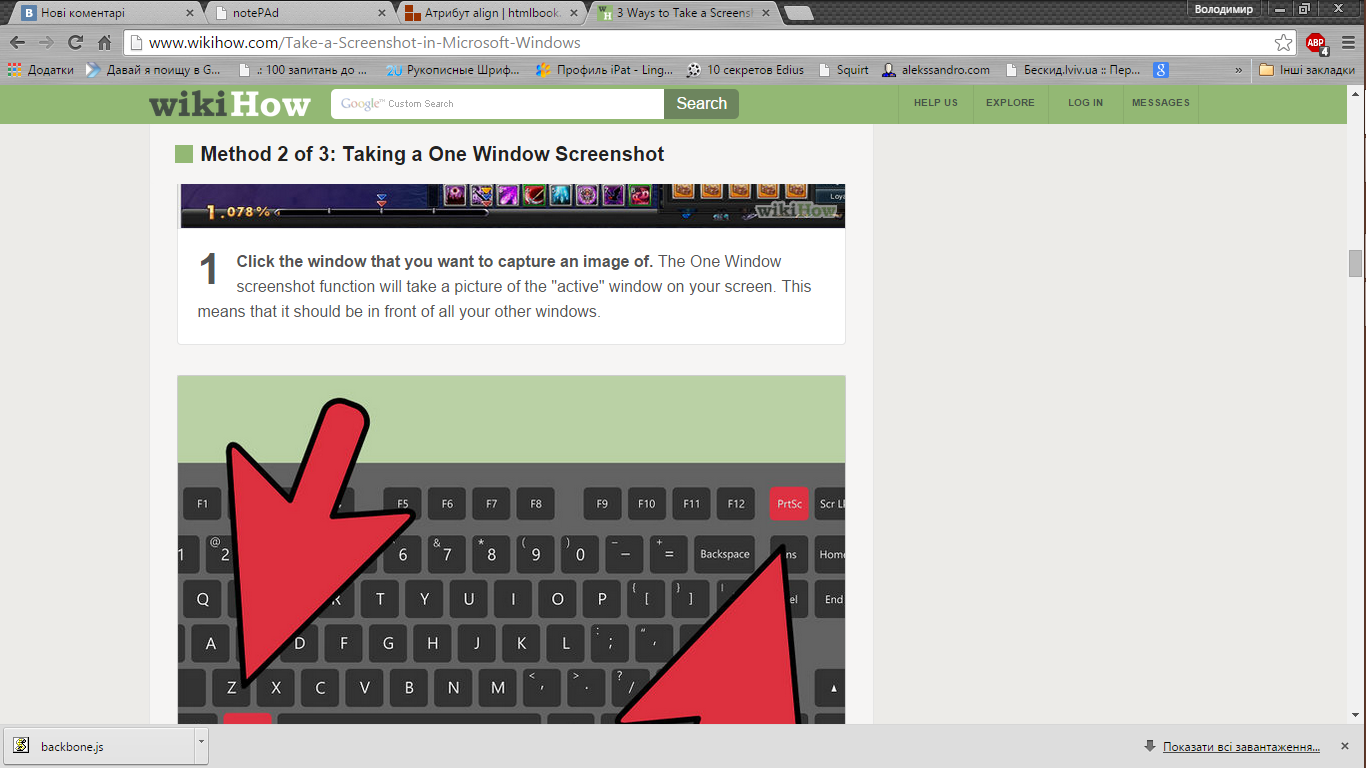 Нові коментарі
notePAd
Атрибут align | htmlbook.
3 Ways to Take a Screensh
Володимир
www.wikihow.com/Take-a-Screenshot-in-Microsoft-Windows
ABP
4
Додатки
Давай я поищу в G...
.: 100 запитань до ...
2U Рукописные Шриф...
Профиль iPat - Ling...
10 секретов Edius
Squirt
alekssandro.com
Бескид.lviv.ua :: Пер...
»
Інші закладки
wikiHow
Google™ Custom Search
Search
HELP US
EXPLORE
LOG IN
MESSAGES
Method 2 of 3: Taking a One Window Screenshot
1.078%
Loya
wikiHow
1 Click the window that you want to capture an image of. The One Window
screenshot function will take a picture of the "active" window on your screen. This
means that it should be in front of all your other windows.
F1 F5 F6 F7 F8 F9 F10 F11 F12 PrtSc Scr L
1 @ 2 6 & 7 * 8 ( 9 ) 0 _ – + = Backspace ns Home
Q R T Y U I O P { [ } ] el End
A D F G H J K L : ; " ,
Z X C V B N M < , > . ? /
backbone.js
Показати всі завантаження...